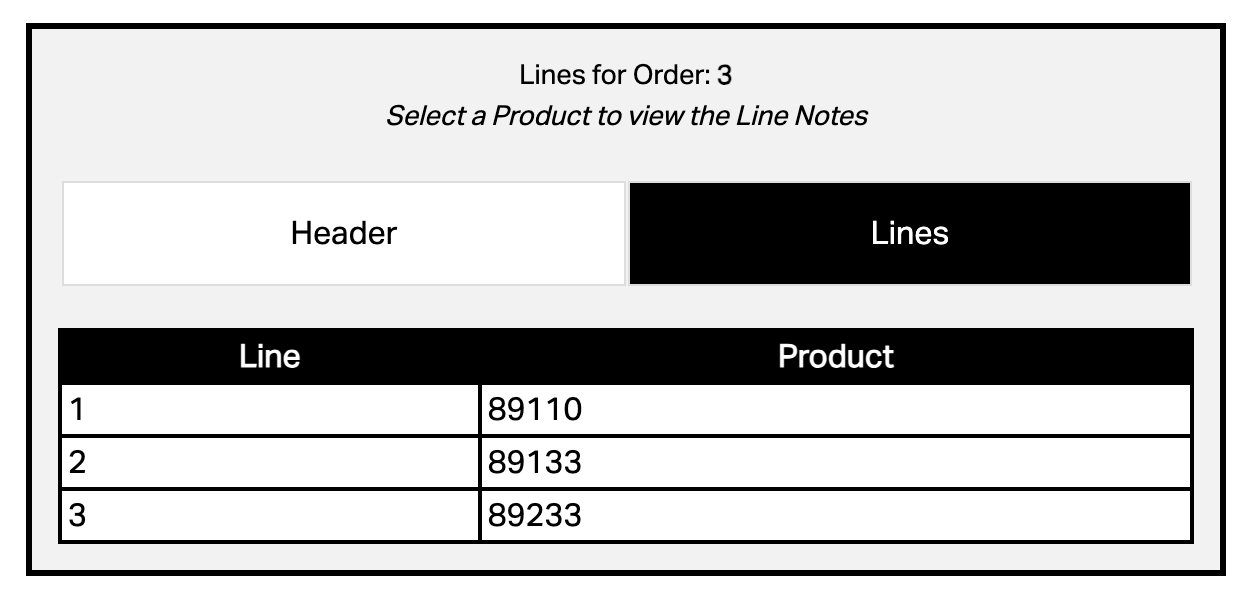 Lines for Order: 3
Select a Product to view the Line Notes
Header Lines
Line Product
1 89110
2 89133
3 89233